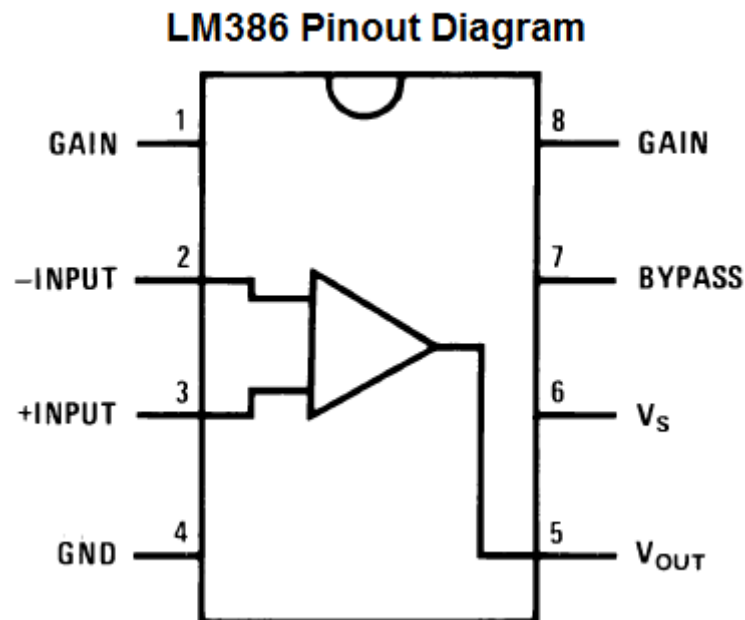 LM386 Pinout Diagram
1 8
GAIN GAIN
2 7
–INPUT BYPASS
3 6
+INPUT VS
4 5
GND VOUT